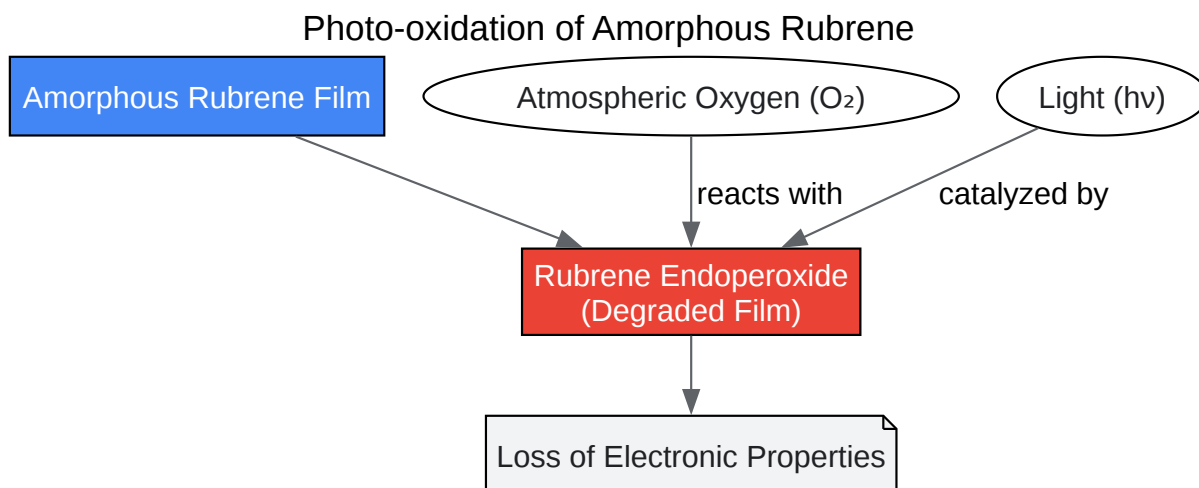 Photo-oxidation of Amorphous Rubrene
Amorphous Rubrene Film
Atmospheric Oxygen (O₂)
Light (hν)
reacts with
catalyzed by
Rubrene Endoperoxide
(Degraded Film)
Loss of Electronic Properties